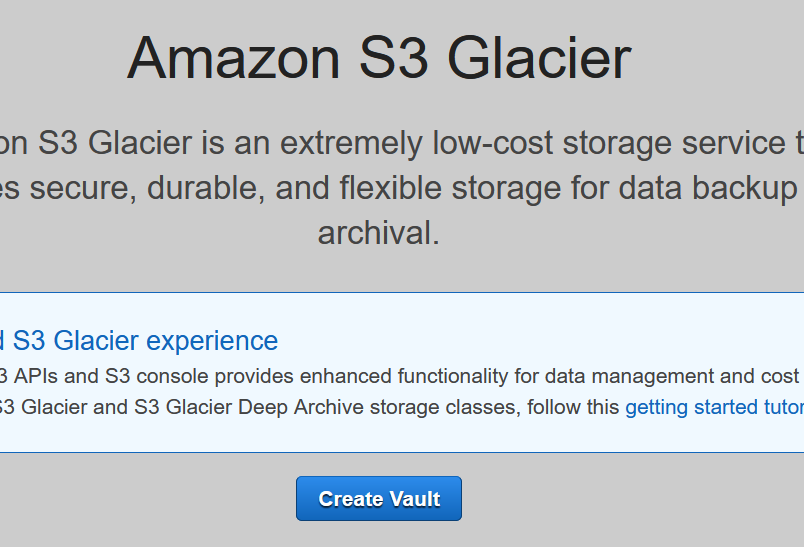 Amazon S3 Glacier
on S3 Glacier is an extremely low-cost storage service t
es secure, durable, and flexible storage for data backup
archival.
d S3 Glacier experience
3 APIs and S3 console provides enhanced functionality for data management and cost
S3 Glacier and S3 Glacier Deep Archive storage classes, follow this getting started tutor
Create Vault